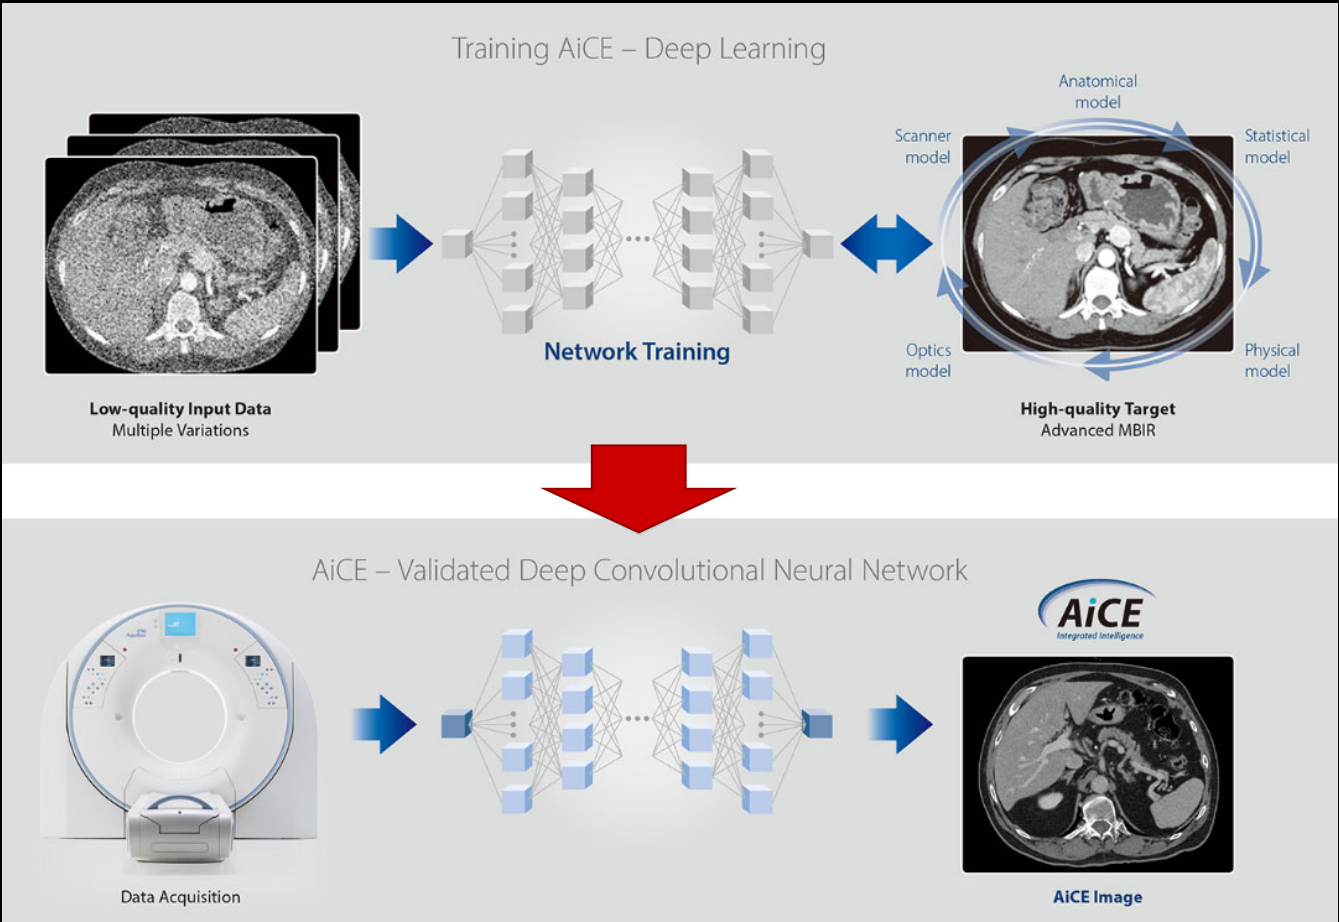 Training AiCE – Deep Learning
Anatomical
model
Scanner
model
Statistical
model
Network Training
Optics
model
Physical
model
Low-quality Input Data
Multiple Variations
High-quality Target
Advanced MBIR
AiCE – Validated Deep Convolutional Neural Network
AiCE
Integrated Intelligence
Data Acquisition
AiCE Image